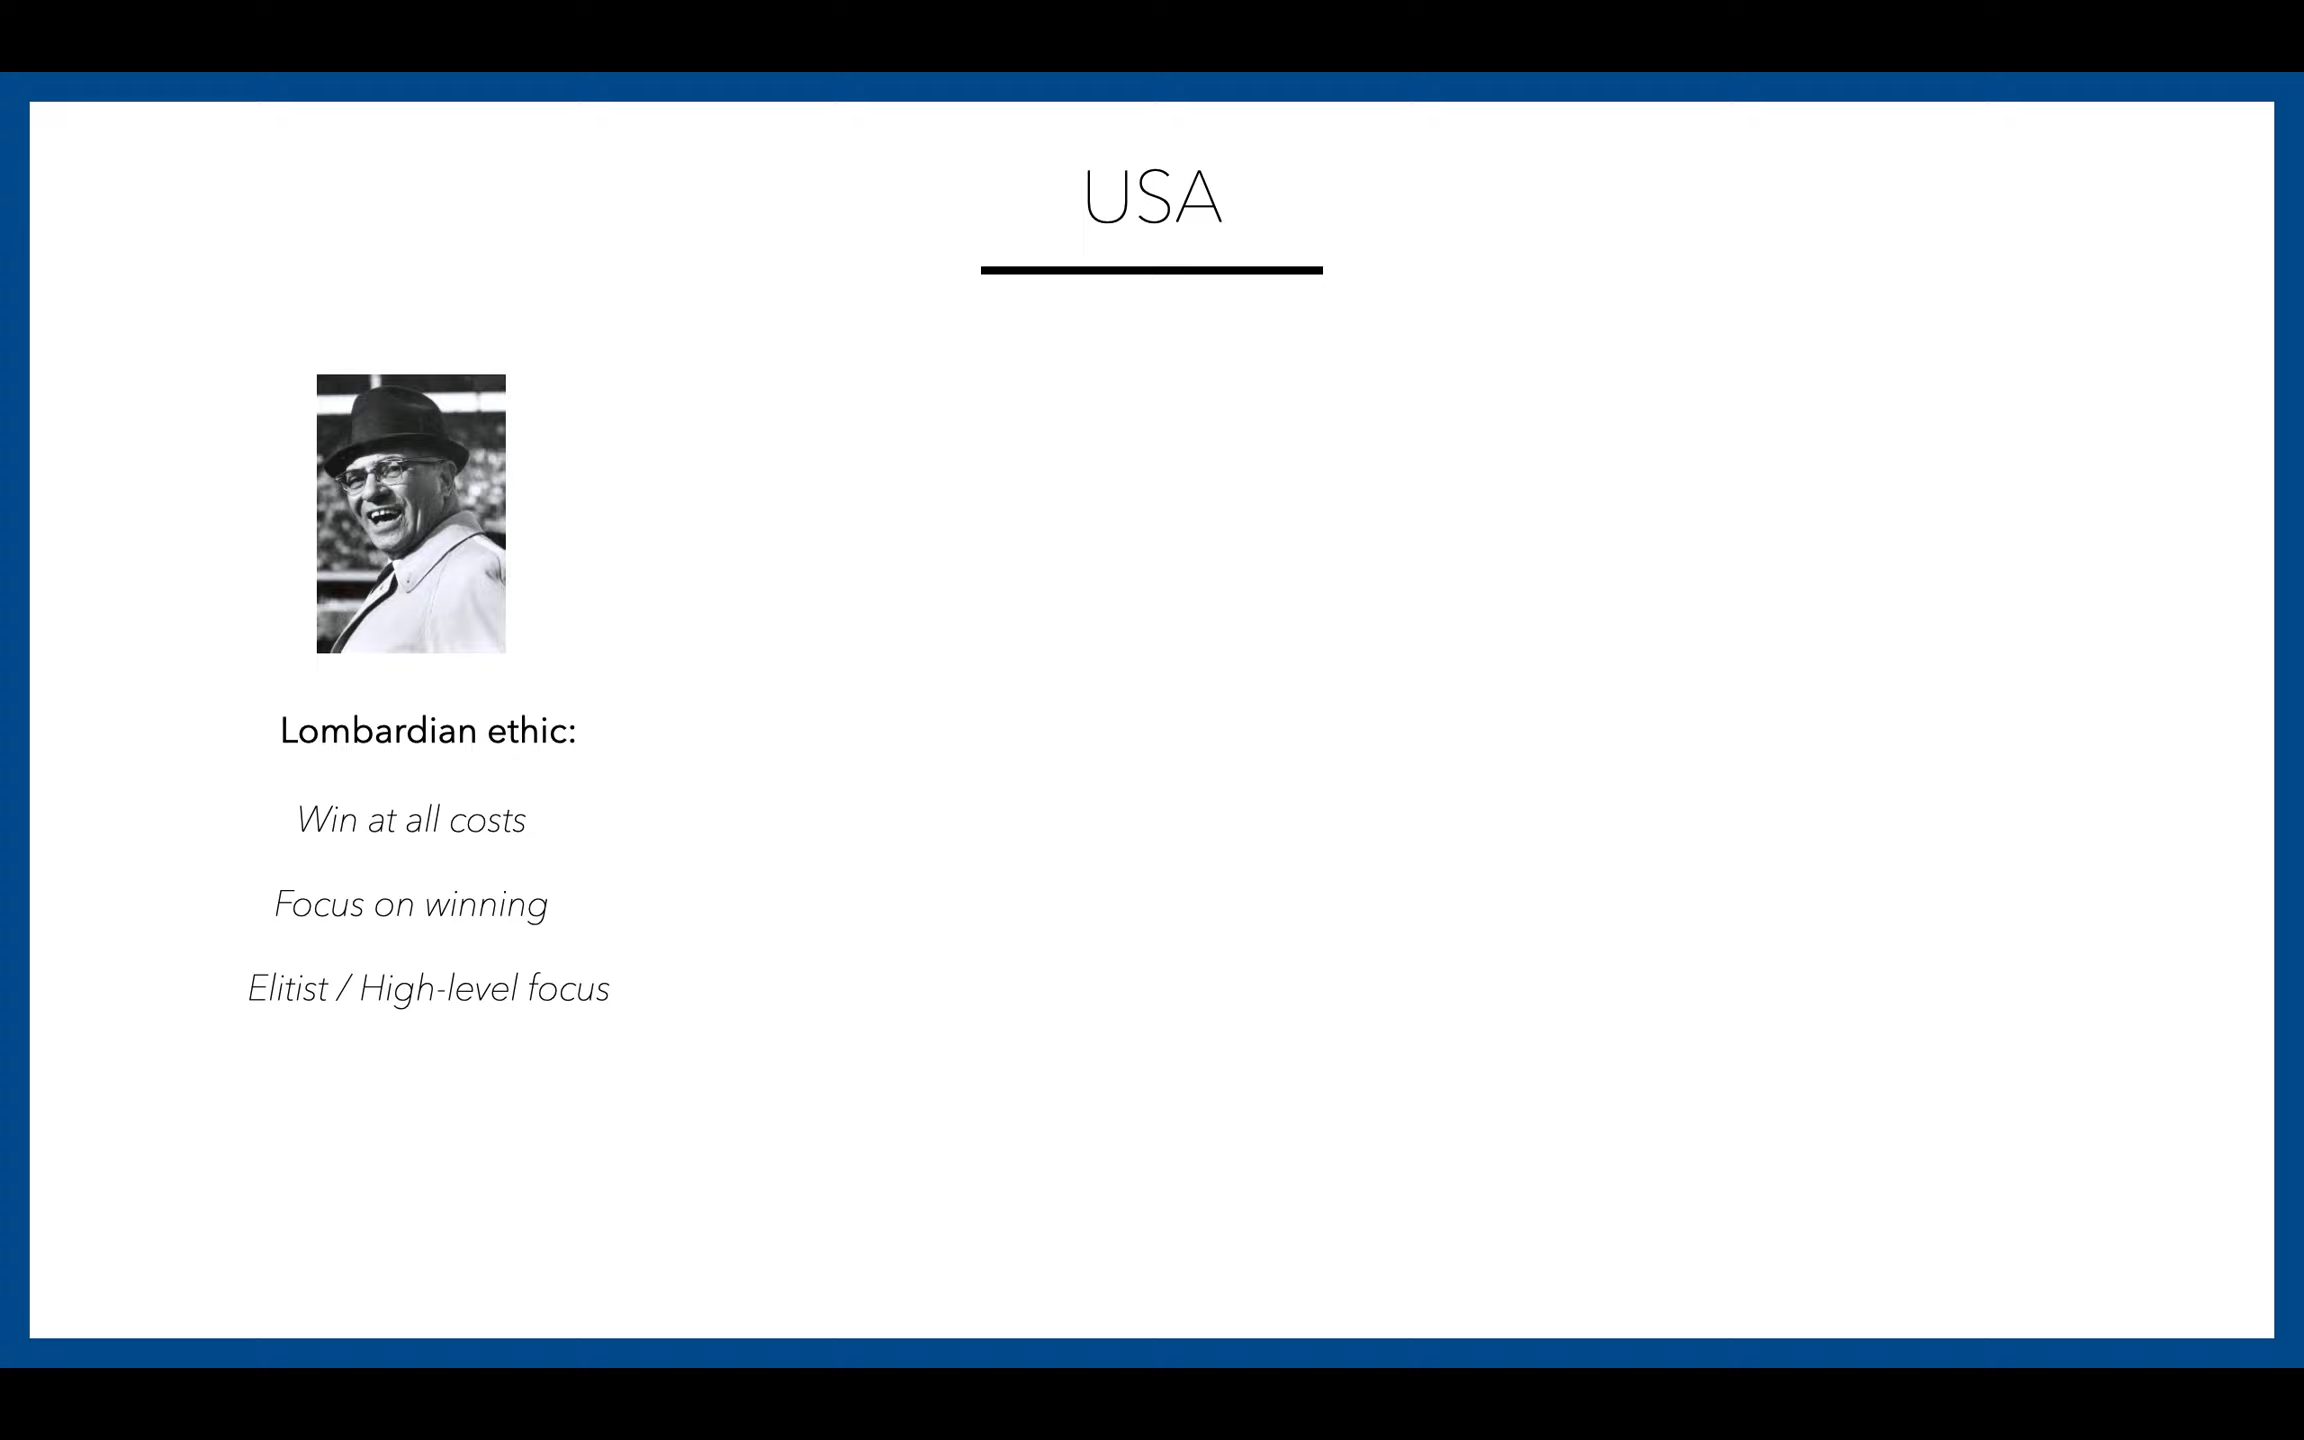 USA
Lombardian ethic:
Win at all costs
Focus on winning
Elitist / High-level focus